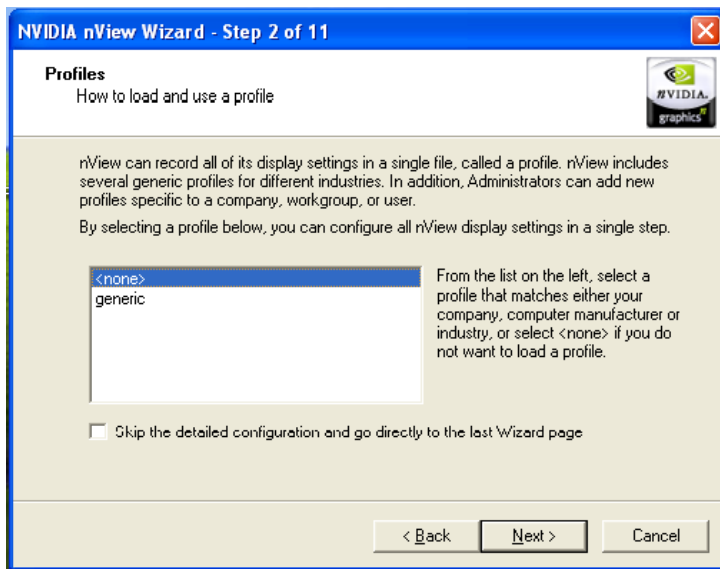 NVIDIA nView Wizard - Step 2 of 11
Profiles
How to load and use a profile
nVIDIA.
graphics
nView can record all of its display settings in a single file, called a profile. nView includes
several generic profiles for different industries. In addition, Administrators can add new
profiles specific to a company, workgroup, or user.
By selecting a profile below, you can configure all nView display settings in a single step.
<none>
generic
From the list on the left, select a
profile that matches either your
company, computer manufacturer or
industry, or select <none> if you do
not want to load a profile.
Skip the detailed configuration and go directly to the last Wizard page
< Back
Next >
Cancel